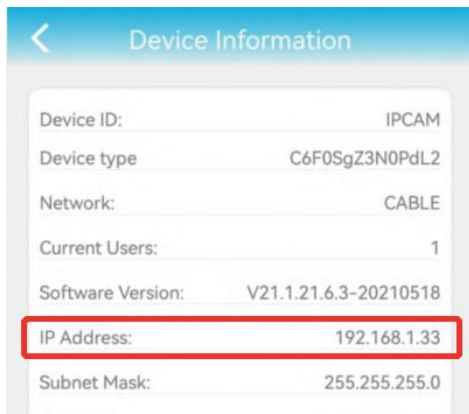 Device Information
Device ID: IPCAM
Device type C6F0SgZ3N0PdL2
Network: CABLE
Current Users: 1
Software Version: V21.1.21.6.3-20210518
IP Address: 192.168.1.33
Subnet Mask: 255.255.255.0